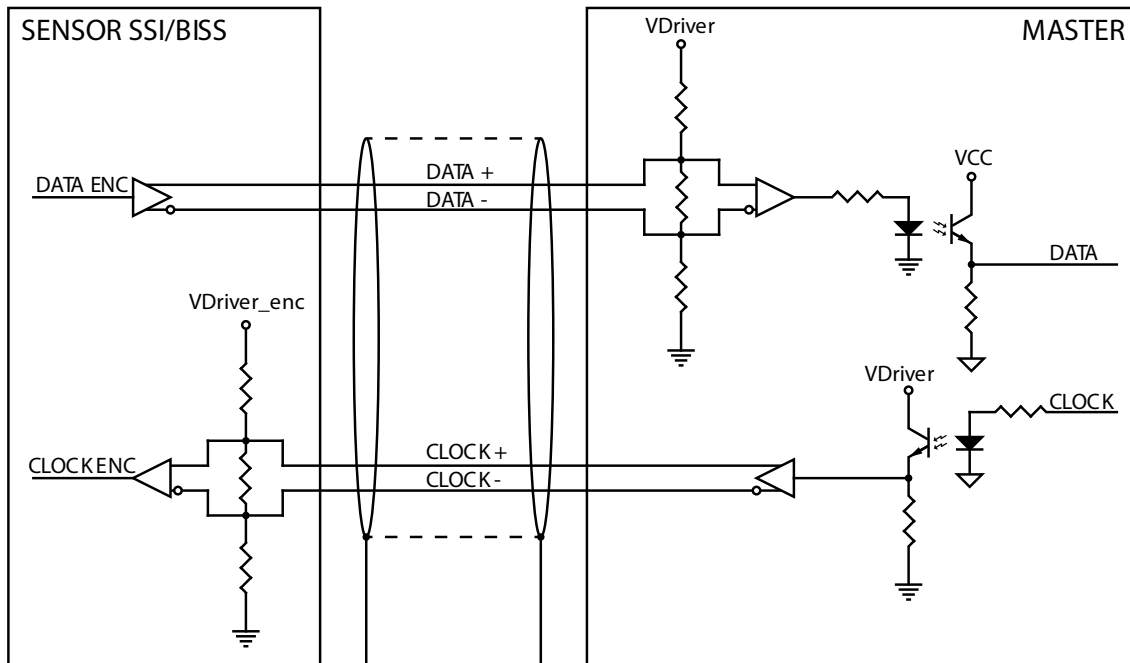 SENSOR SSI/BISS
MASTER
VDriver
VCC
DATA ENC
DATA +
DATA -
DATA
VDriver_enc
VDriver
CLOCK
CLOCK ENC
CLOCK +
CLOCK -